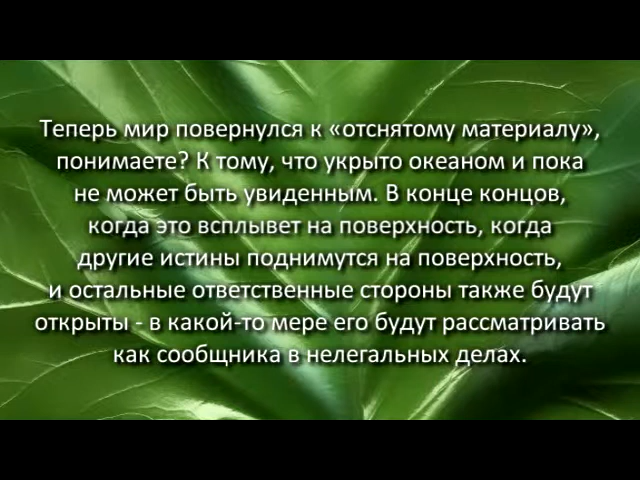 Теперь мир повернулся к «отснятому материалу»,
понимаете? К тому, что укрыто океаном и пока
не может быть увиденным. В конце концов,
когда это всплывет на поверхность, когда
другие истины поднимутся на поверхность,
и остальные ответственные стороны также будут
открыты - в какой-то мере его будут рассматривать
как сообщника в нелегальных делах.